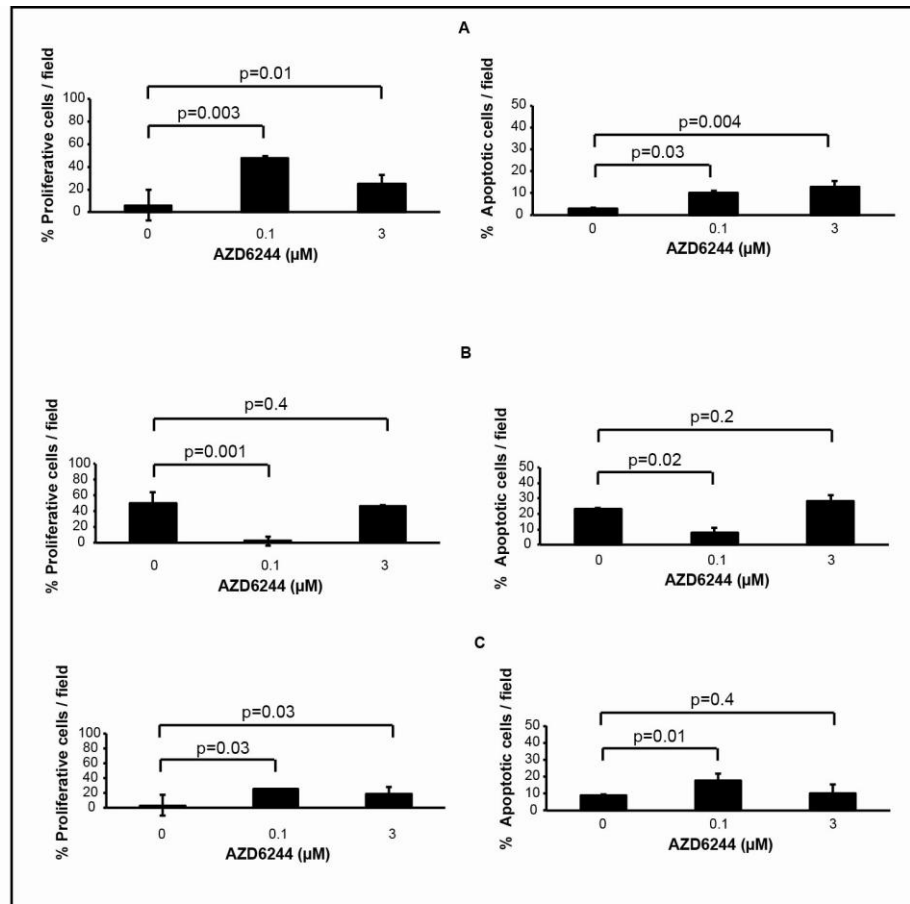 A
% Proliferative cells / field
p=0.01
p=0.003
100
80
60
40
20
0
0 0.1 3
AZD6244 (µM)
% Apoptotic cells / field
p=0.004
p=0.03
50
40
30
20
10
0
0 0.1 3
AZD6244 (µM)
B
% Proliferative cells / field
p=0.4
p=0.001
100
80
60
40
20
0
0 0.1 3
AZD6244 (µM)
% Apoptotic cells / field
p=0.2
p=0.02
50
40
30
20
10
0
0 0.1 3
AZD6244 (µM)
C
% Proliferative cells / field
p=0.03
p=0.03
100
80
60
40
20
0
0 0.1 3
AZD6244 (µM)
% Apoptotic cells / field
p=0.4
p=0.01
50
40
30
20
10
0
0 0.1 3
AZD6244 (µM)